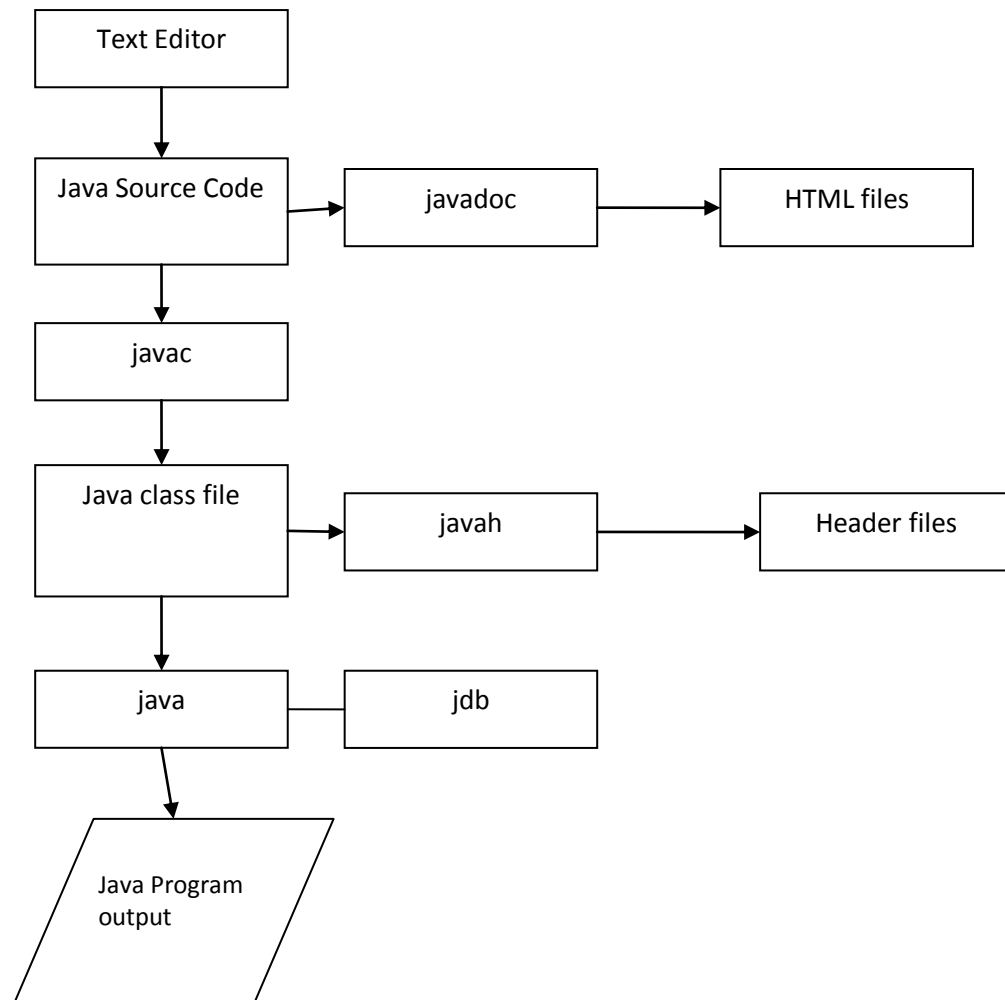 Text Editor
Java Source Code
javadoc
HTML files
javac
Java class file
javah
Header files
java
jdb
Java Program
output